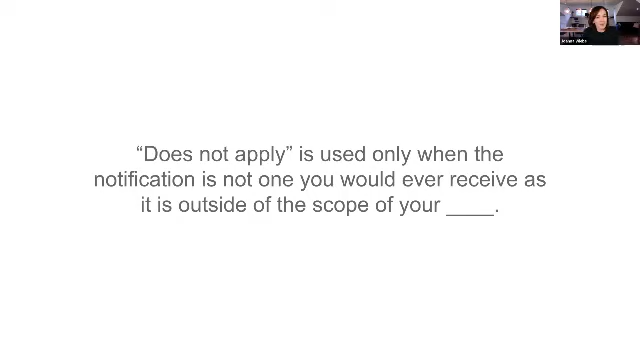 “Does not apply” is used only when the
notification is not one you would ever receive as
it is outside of the scope of your ____.